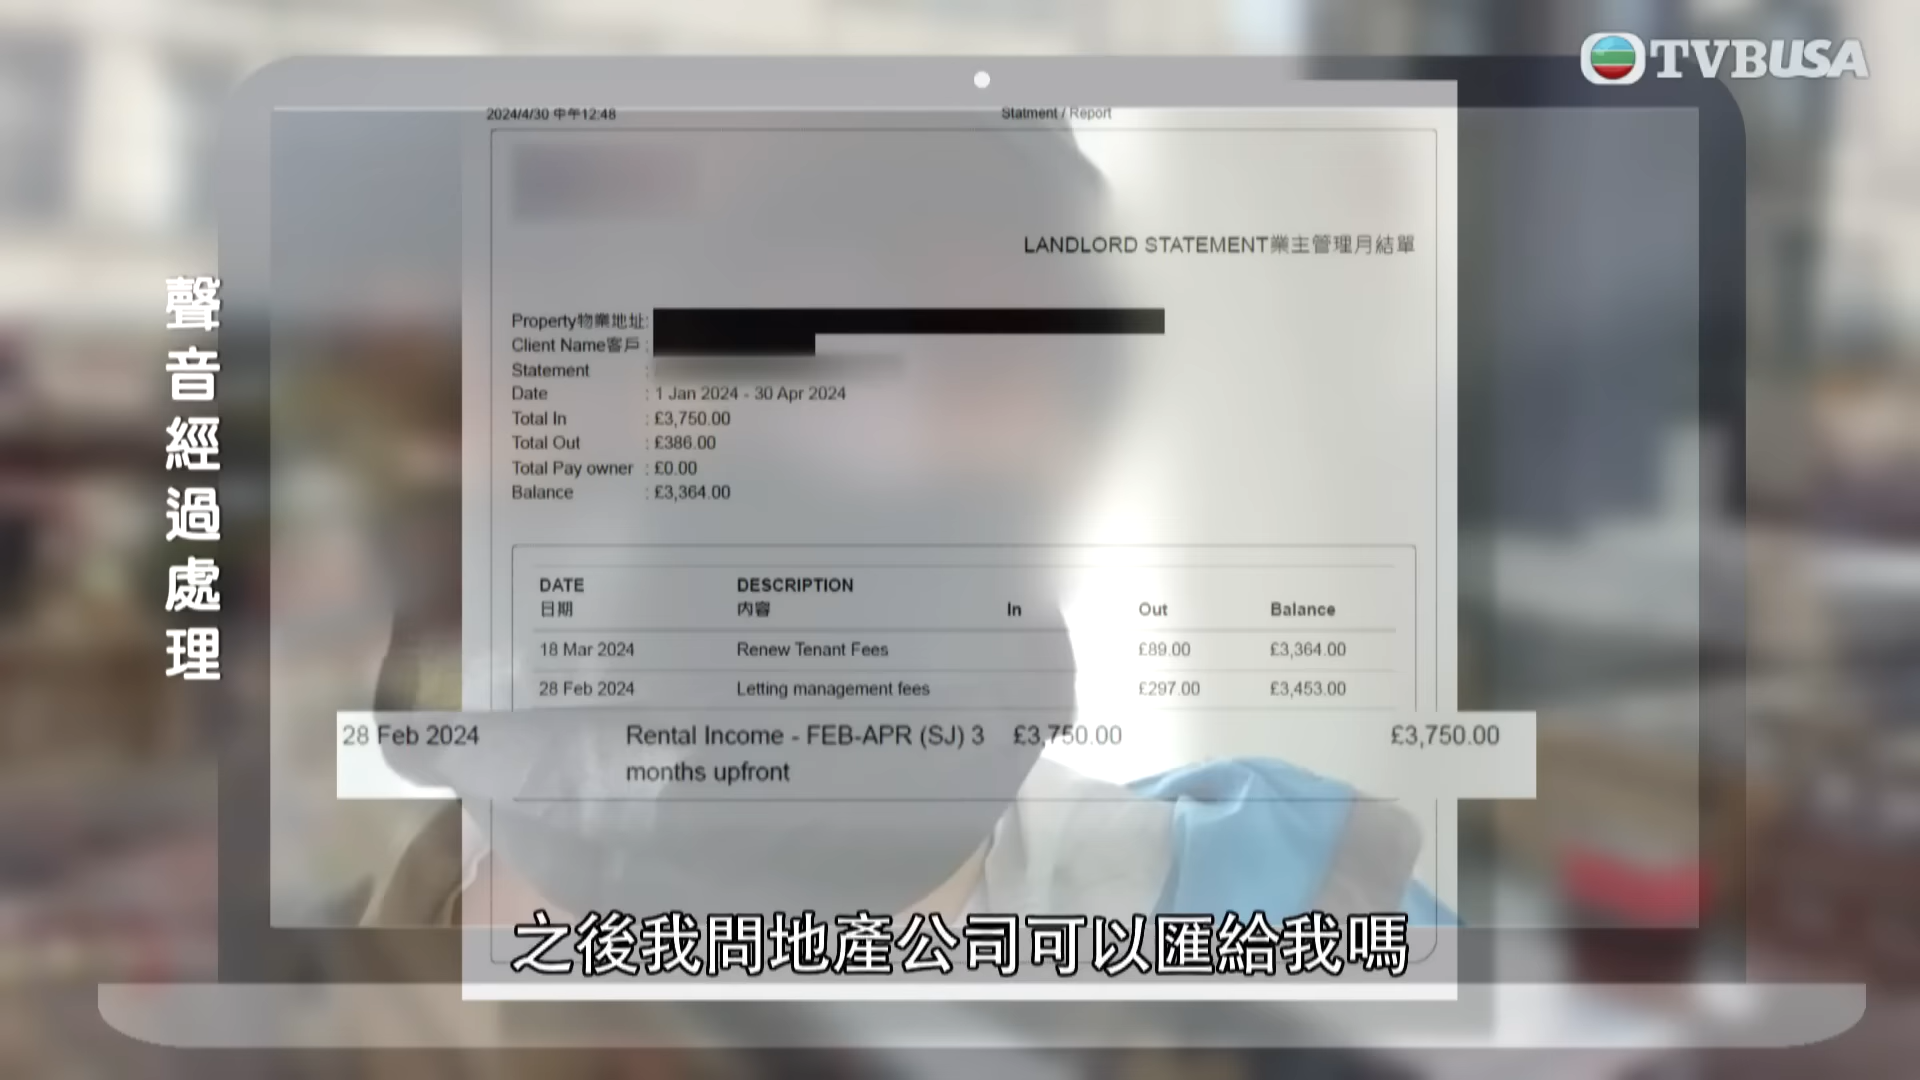 TVBUSA
2024/4/30 中午12:48
Statment / Report
LANDLORD STATEMENT業主管理月結單
Property物業地址:
Client Name客戶 :
Statement :
Date : 1 Jan 2024 - 30 Apr 2024
Total In : £3,750.00
Total Out : £386.00
Total Pay owner : £0.00
Balance : £3,364.00
DATE DESCRIPTION
日期 內容 In Out Balance
18 Mar 2024 Renew Tenant Fees £89.00 £3,364.00
28 Feb 2024 Letting management fees £297.00 £3,453.00
28 Feb 2024 Rental Income - FEB-APR (SJ) 3 £3,750.00 £3,750.00
months upfront
聲音經過處理
之後我問地產公司可以匯給我嗎